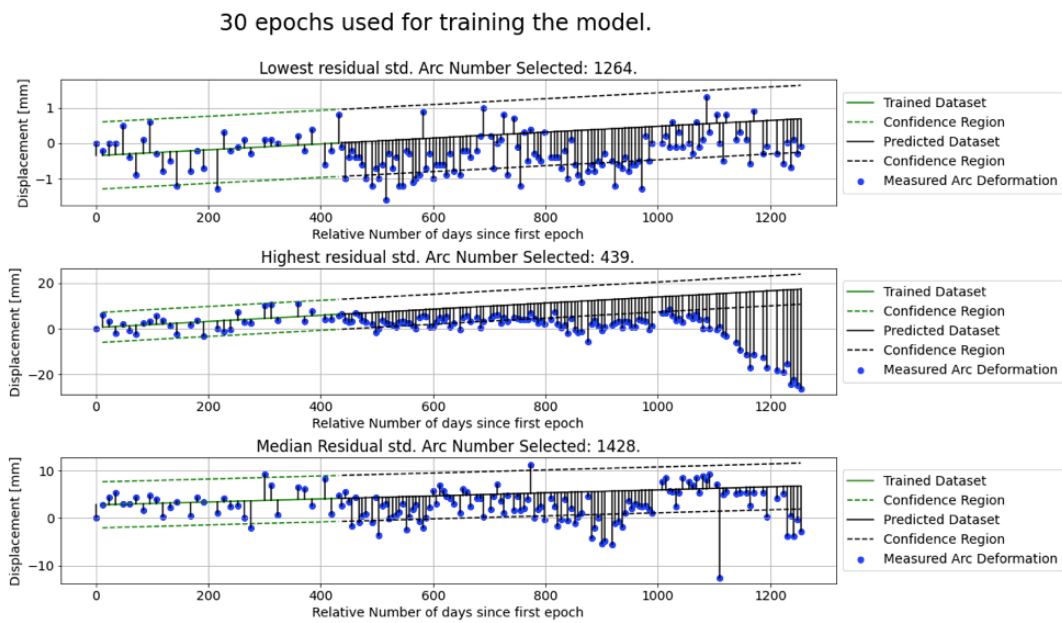 30 epochs used for training the model.
Lowest residual std. Arc Number Selected: 1264.
Displacement [mm]
1
0
−1
0 200 400 600 800 1000 1200
Relative Number of days since first epoch
Trained Dataset
Confidence Region
Predicted Dataset
Confidence Region
Measured Arc Deformation
Highest residual std. Arc Number Selected: 439.
Displacement [mm]
20
0
−20
0 200 400 600 800 1000 1200
Relative Number of days since first epoch
Trained Dataset
Confidence Region
Predicted Dataset
Confidence Region
Measured Arc Deformation
Median Residual std. Arc Number Selected: 1428.
Displacement [mm]
10
0
−10
0 200 400 600 800 1000 1200
Relative Number of days since first epoch
Trained Dataset
Confidence Region
Predicted Dataset
Confidence Region
Measured Arc Deformation